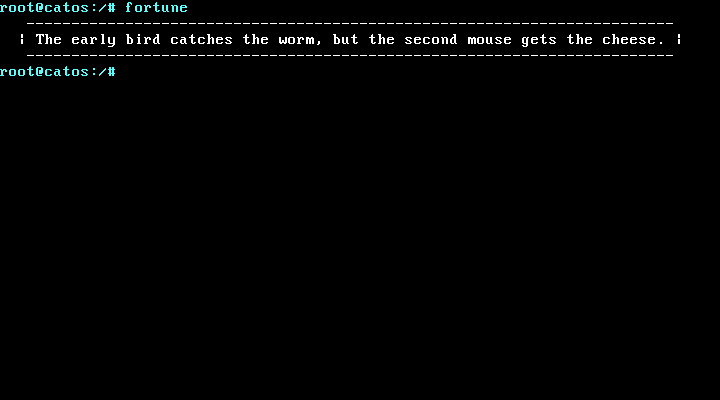 root@catos:/# fortune
------------------------------------------------------------------------
| The early bird catches the worm, but the second mouse gets the cheese. |
------------------------------------------------------------------------
root@catos:/#